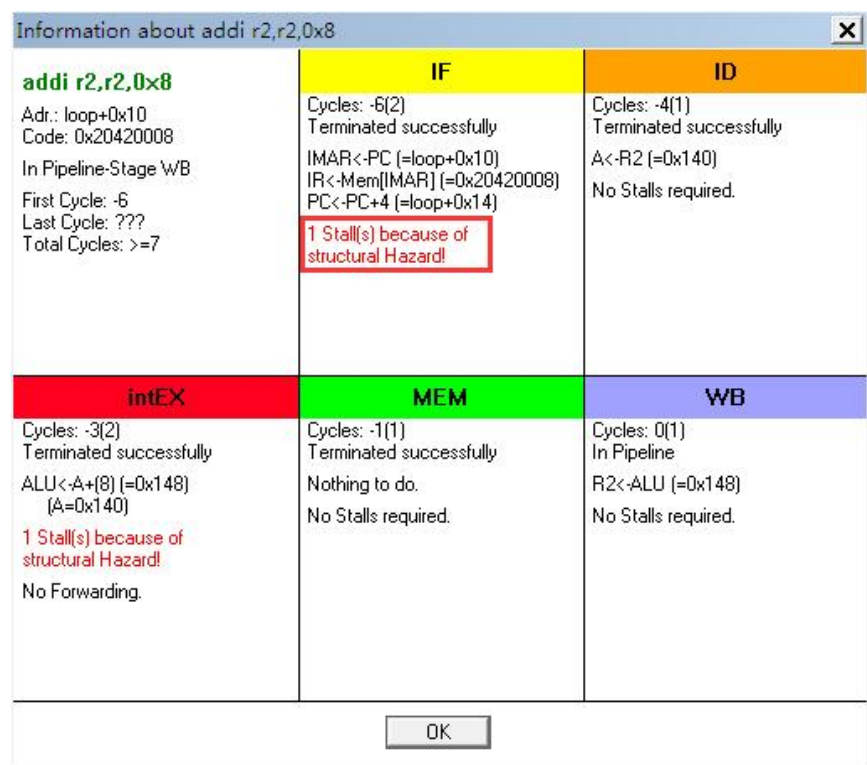 Information about addi r2,r2,0x8
addi r2,r2,0x8
Adr.: loop+0x10
Code: 0x20420008
In Pipeline-Stage WB
First Cycle: -6
Last Cycle: ???
Total Cycles: >=7
IF
Cycles: -6(2)
Terminated successfully
IMAR<-PC (=loop+0x10)
IR<-Mem[IMAR] (=0x20420008)
PC<-PC+4 (=loop+0x14)
1 Stall(s) because of
structural Hazard!
ID
Cycles: -4(1)
Terminated successfully
A<-R2 (=0x140)
No Stalls required.
intEX
Cycles: -3(2)
Terminated successfully
ALU<-A+(8) (=0x148)
(A=0x140)
1 Stall(s) because of
structural Hazard!
No Forwarding.
MEM
Cycles: -1(1)
Terminated successfully
Nothing to do.
No Stalls required.
WB
Cycles: 0(1)
In Pipeline
R2<-ALU (=0x148)
No Stalls required.
OK